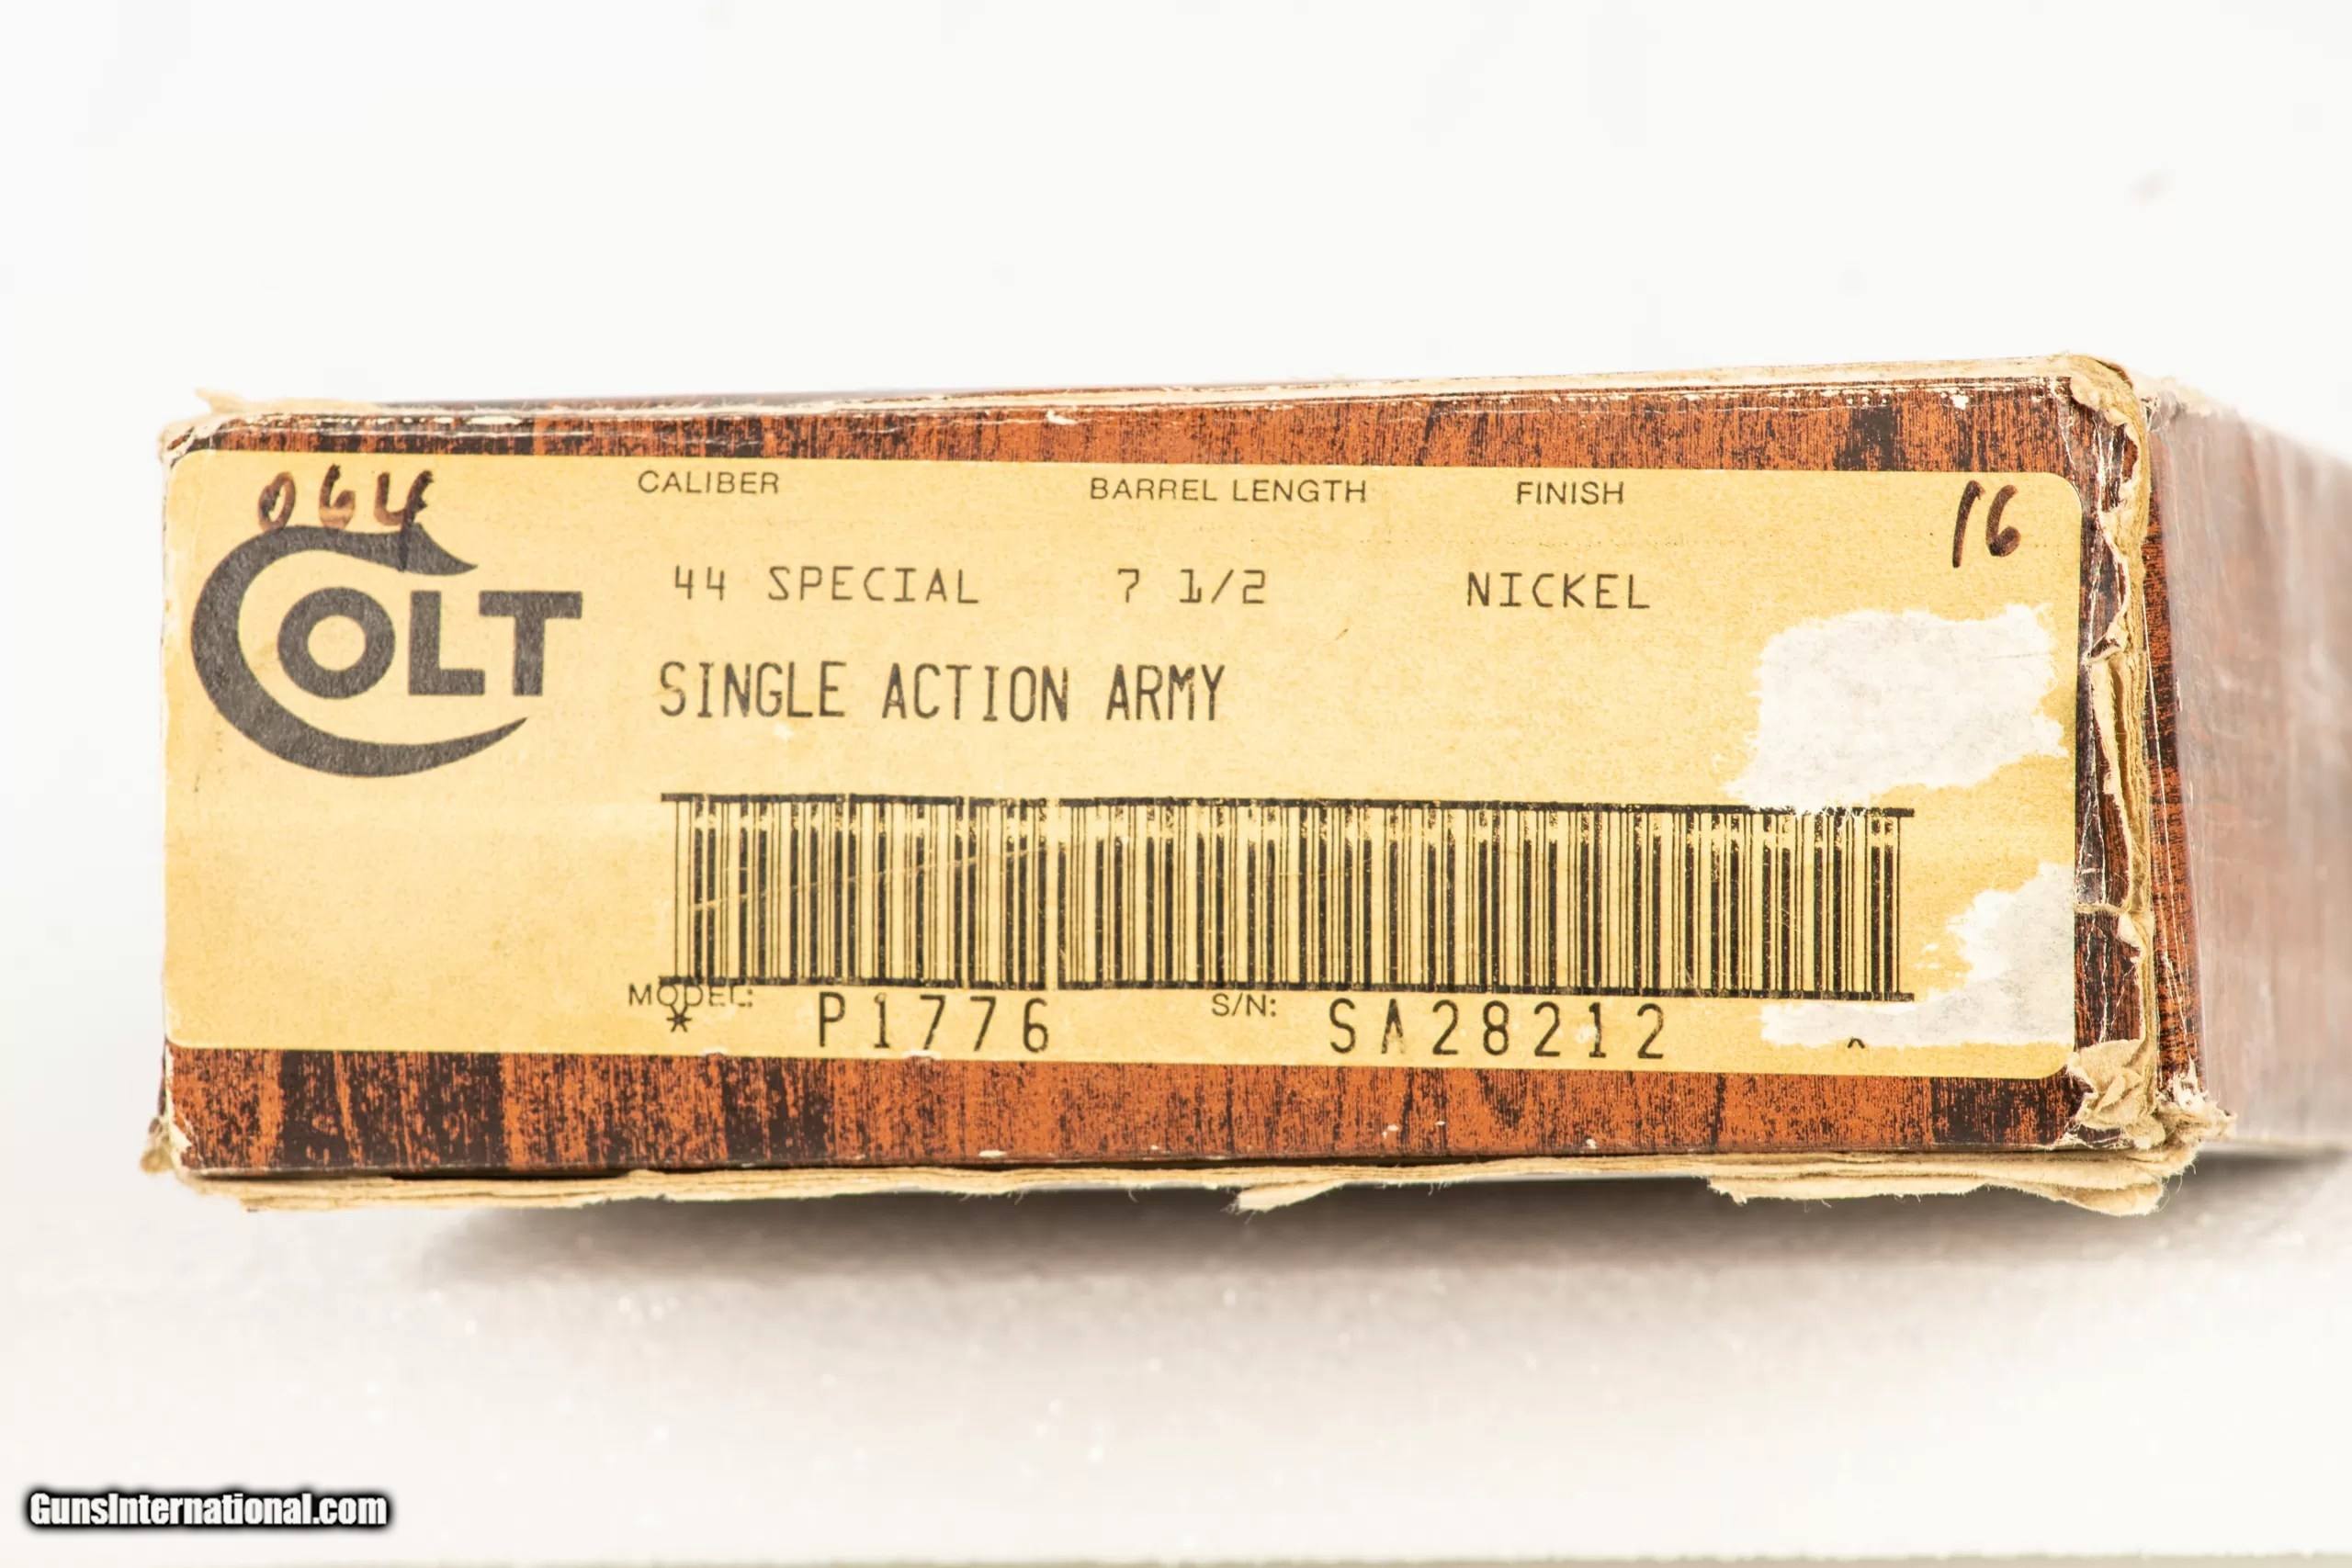 064
COLT
CALIBER BARREL LENGTH FINISH 16
44 SPECIAL 7 1/2 NICKEL
SINGLE ACTION ARMY
MODEL: S/N:
* P1776 SA28212 ^
GunsInternational.com